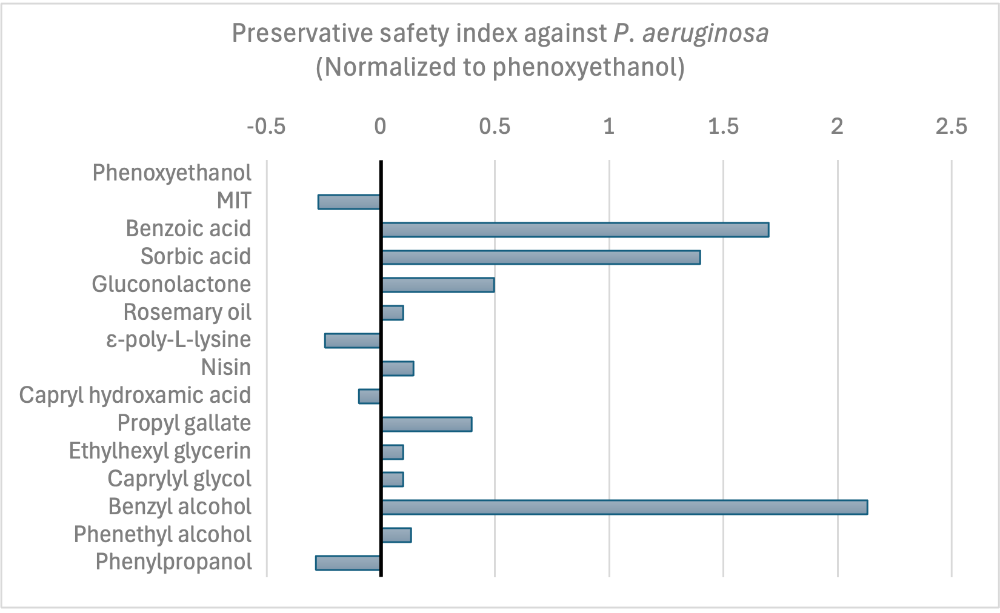 Preservative safety index against P. aeruginosa
(Normalized to phenoxyethanol)
-0.5 0 0.5 1 1.5 2 2.5
Phenoxyethanol
MIT
Benzoic acid
Sorbic acid
Gluconolactone
Rosemary oil
ε-poly-L-lysine
Nisin
Capryl hydroxamic acid
Propyl gallate
Ethylhexyl glycerin
Caprylyl glycol
Benzyl alcohol
Phenethyl alcohol
Phenylpropanol